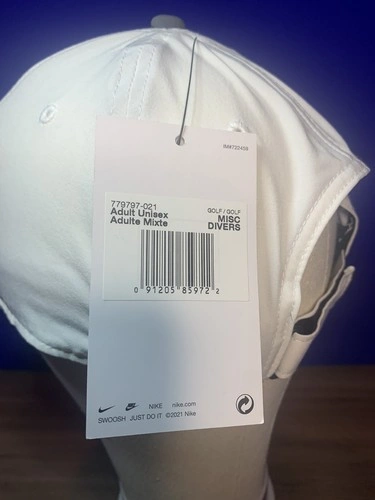 779797-021
Adult Unisex
Adulte Mixte
GOLF / GOLF
MISC
DIVERS
0 91205 85972 2
NIKE nike.com
SWOOSH JUST DO IT ©2021 Nike